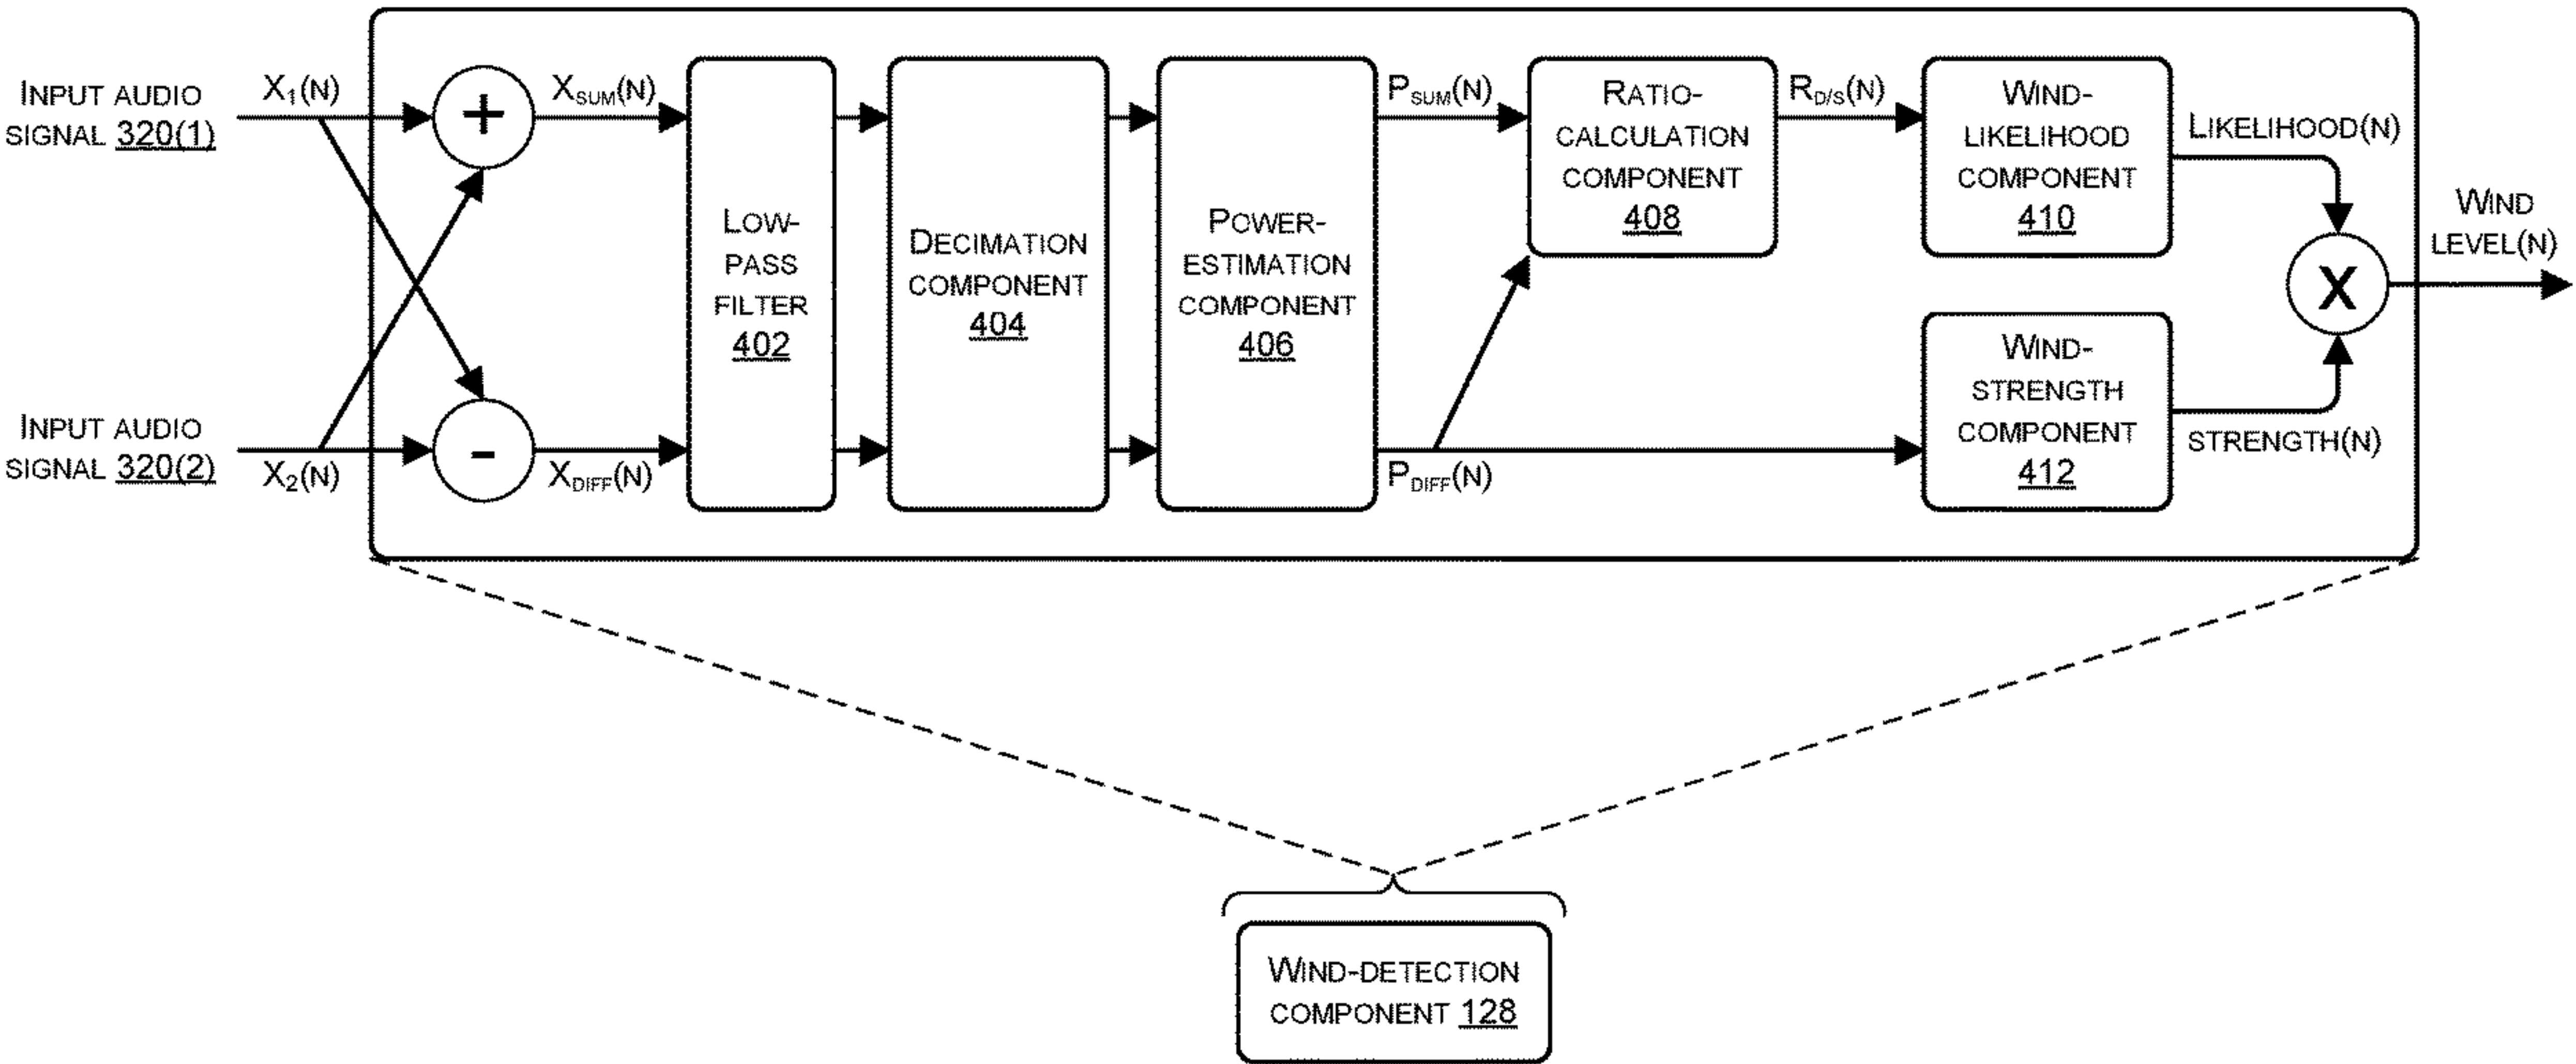 INPUT AUDIO
SIGNAL 320(1)
X1(N)
+
XSUM(N)
INPUT AUDIO
SIGNAL 320(2)
X2(N)
-
XDIFF(N)
LOW-
PASS
FILTER
402
DECIMATION
COMPONENT
404
POWER-
ESTIMATION
COMPONENT
406
PSUM(N)
PDIFF(N)
RATIO-
CALCULATION
COMPONENT
408
RD/S(N)
WIND-
LIKELIHOOD
COMPONENT
410
LIKELIHOOD(N)
WIND-
STRENGTH
COMPONENT
412
STRENGTH(N)
X
WIND
LEVEL(N)
WIND-DETECTION
COMPONENT 128